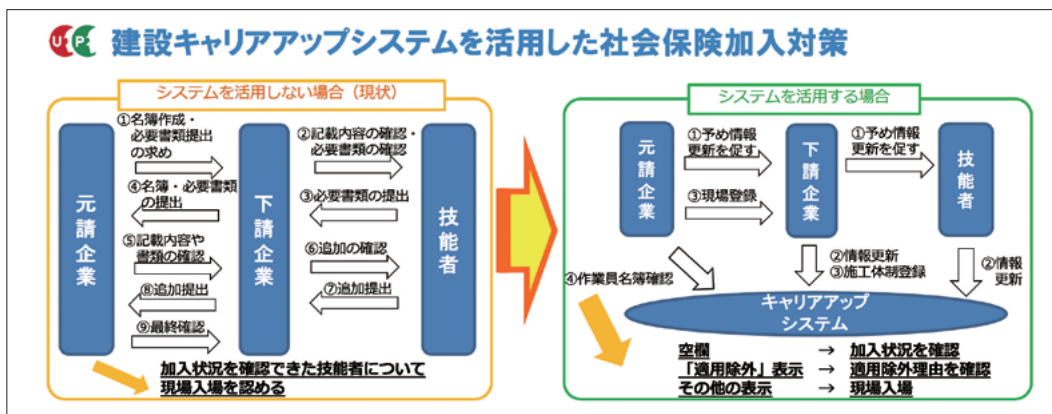 建設キャリアアップシステムを活用した社会保険加入対策
システムを活用しない場合（現状）
元請企業
下請企業
技能者
①名簿作成・
必要書類提出
の求め
②記載内容の確認・
必要書類の確認
④名簿・必要書類
の提出
③必要書類の提出
⑤記載内容や
書類の確認
⑥追加の確認
⑧追加提出
⑦追加提出
⑨最終確認
加入状況を確認できた技能者について
現場入場を認める
システムを活用する場合
元請企業
下請企業
技能者
①予め情報
更新を促す
①予め情報
更新を促す
③現場登録
④作業員名簿確認
②情報更新
③施工体制登録
②情報
更新
キャリアアップ
システム
空欄 → 加入状況を確認
「適用除外」表示 → 適用除外理由を確認
その他の表示 → 現場入場